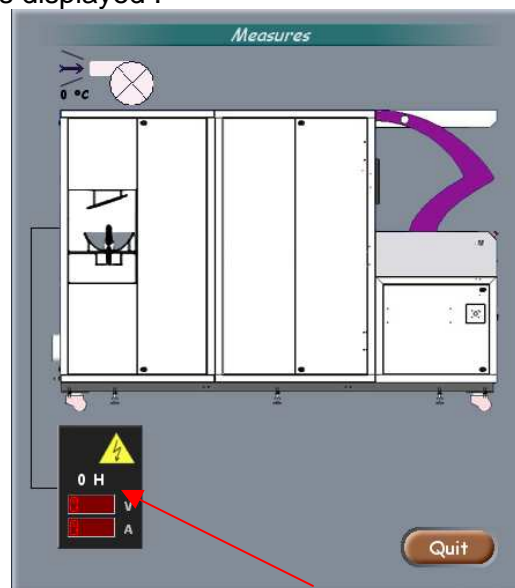 s displayed :
Measures
0 °C
0 H
V
A
Quit